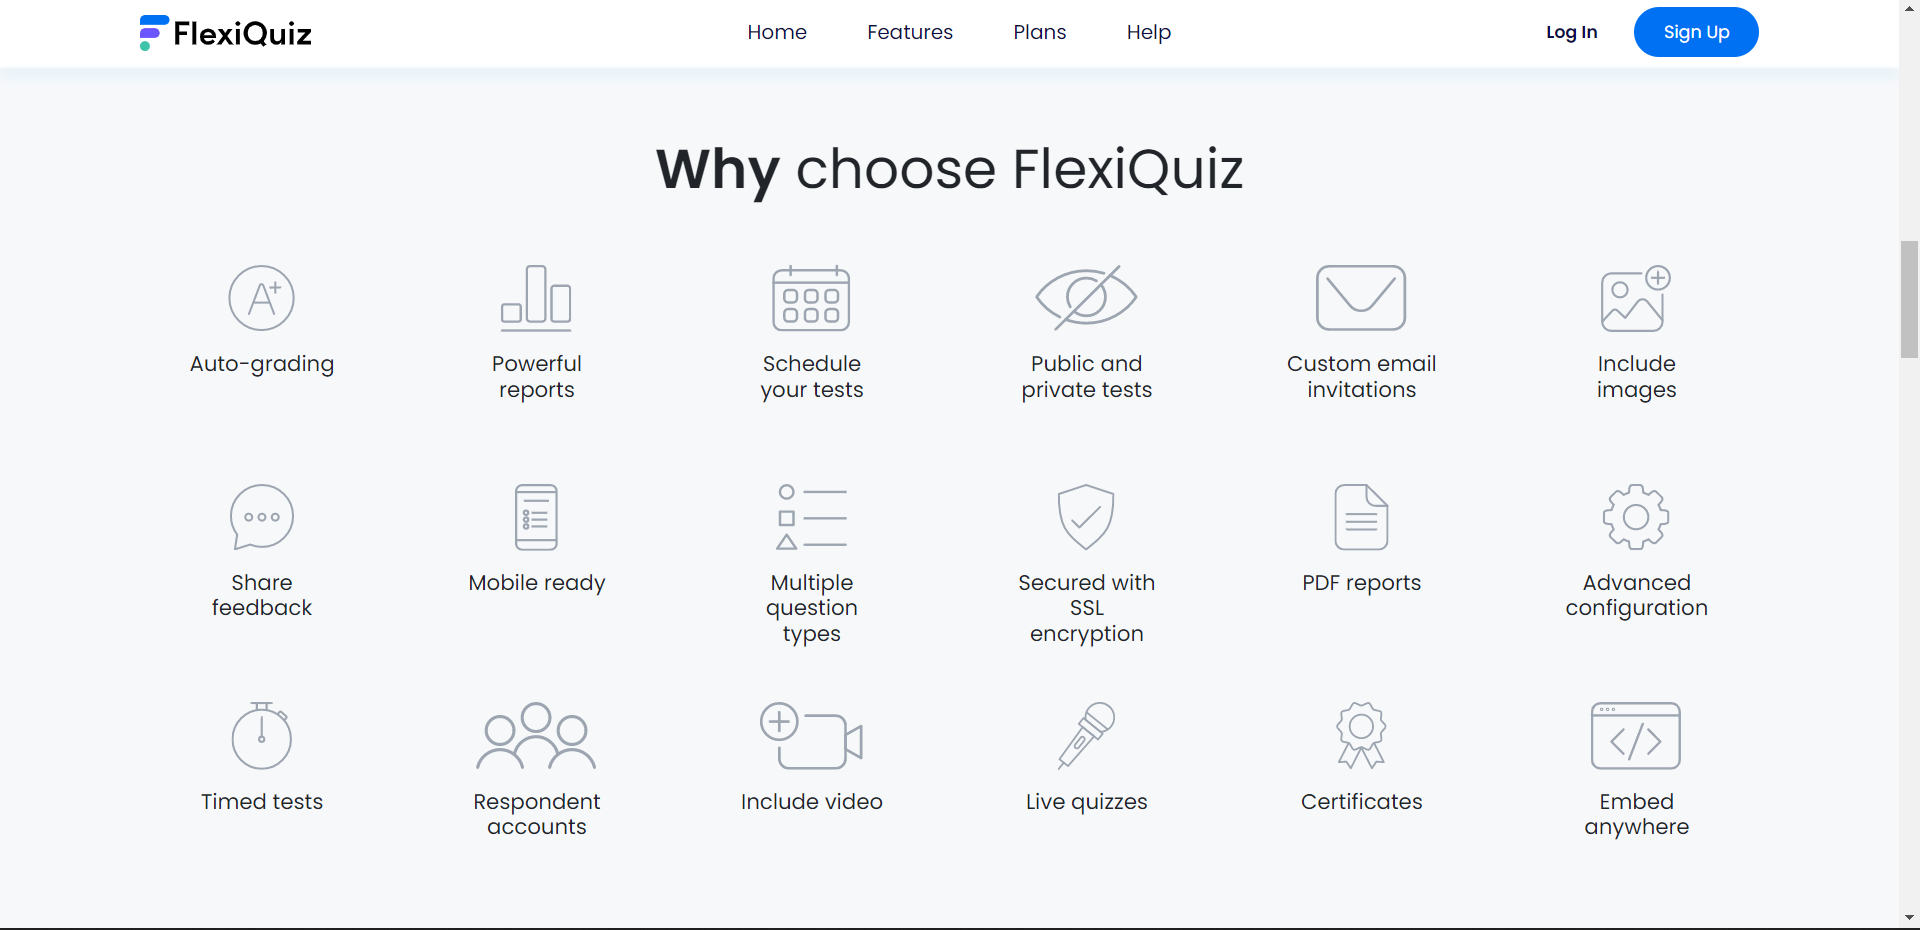 FlexiQuiz
Home Features Plans Help
Log In Sign Up
Why choose FlexiQuiz
A+
Auto-grading
Powerful
reports
Schedule
your tests
Public and
private tests
Custom email
invitations
Include
images
Share
feedback
Mobile ready
Multiple
question
types
Secured with
SSL
encryption
PDF reports
Advanced
configuration
Timed tests
Respondent
accounts
Include video
Live quizzes
Certificates
</>
Embed
anywhere